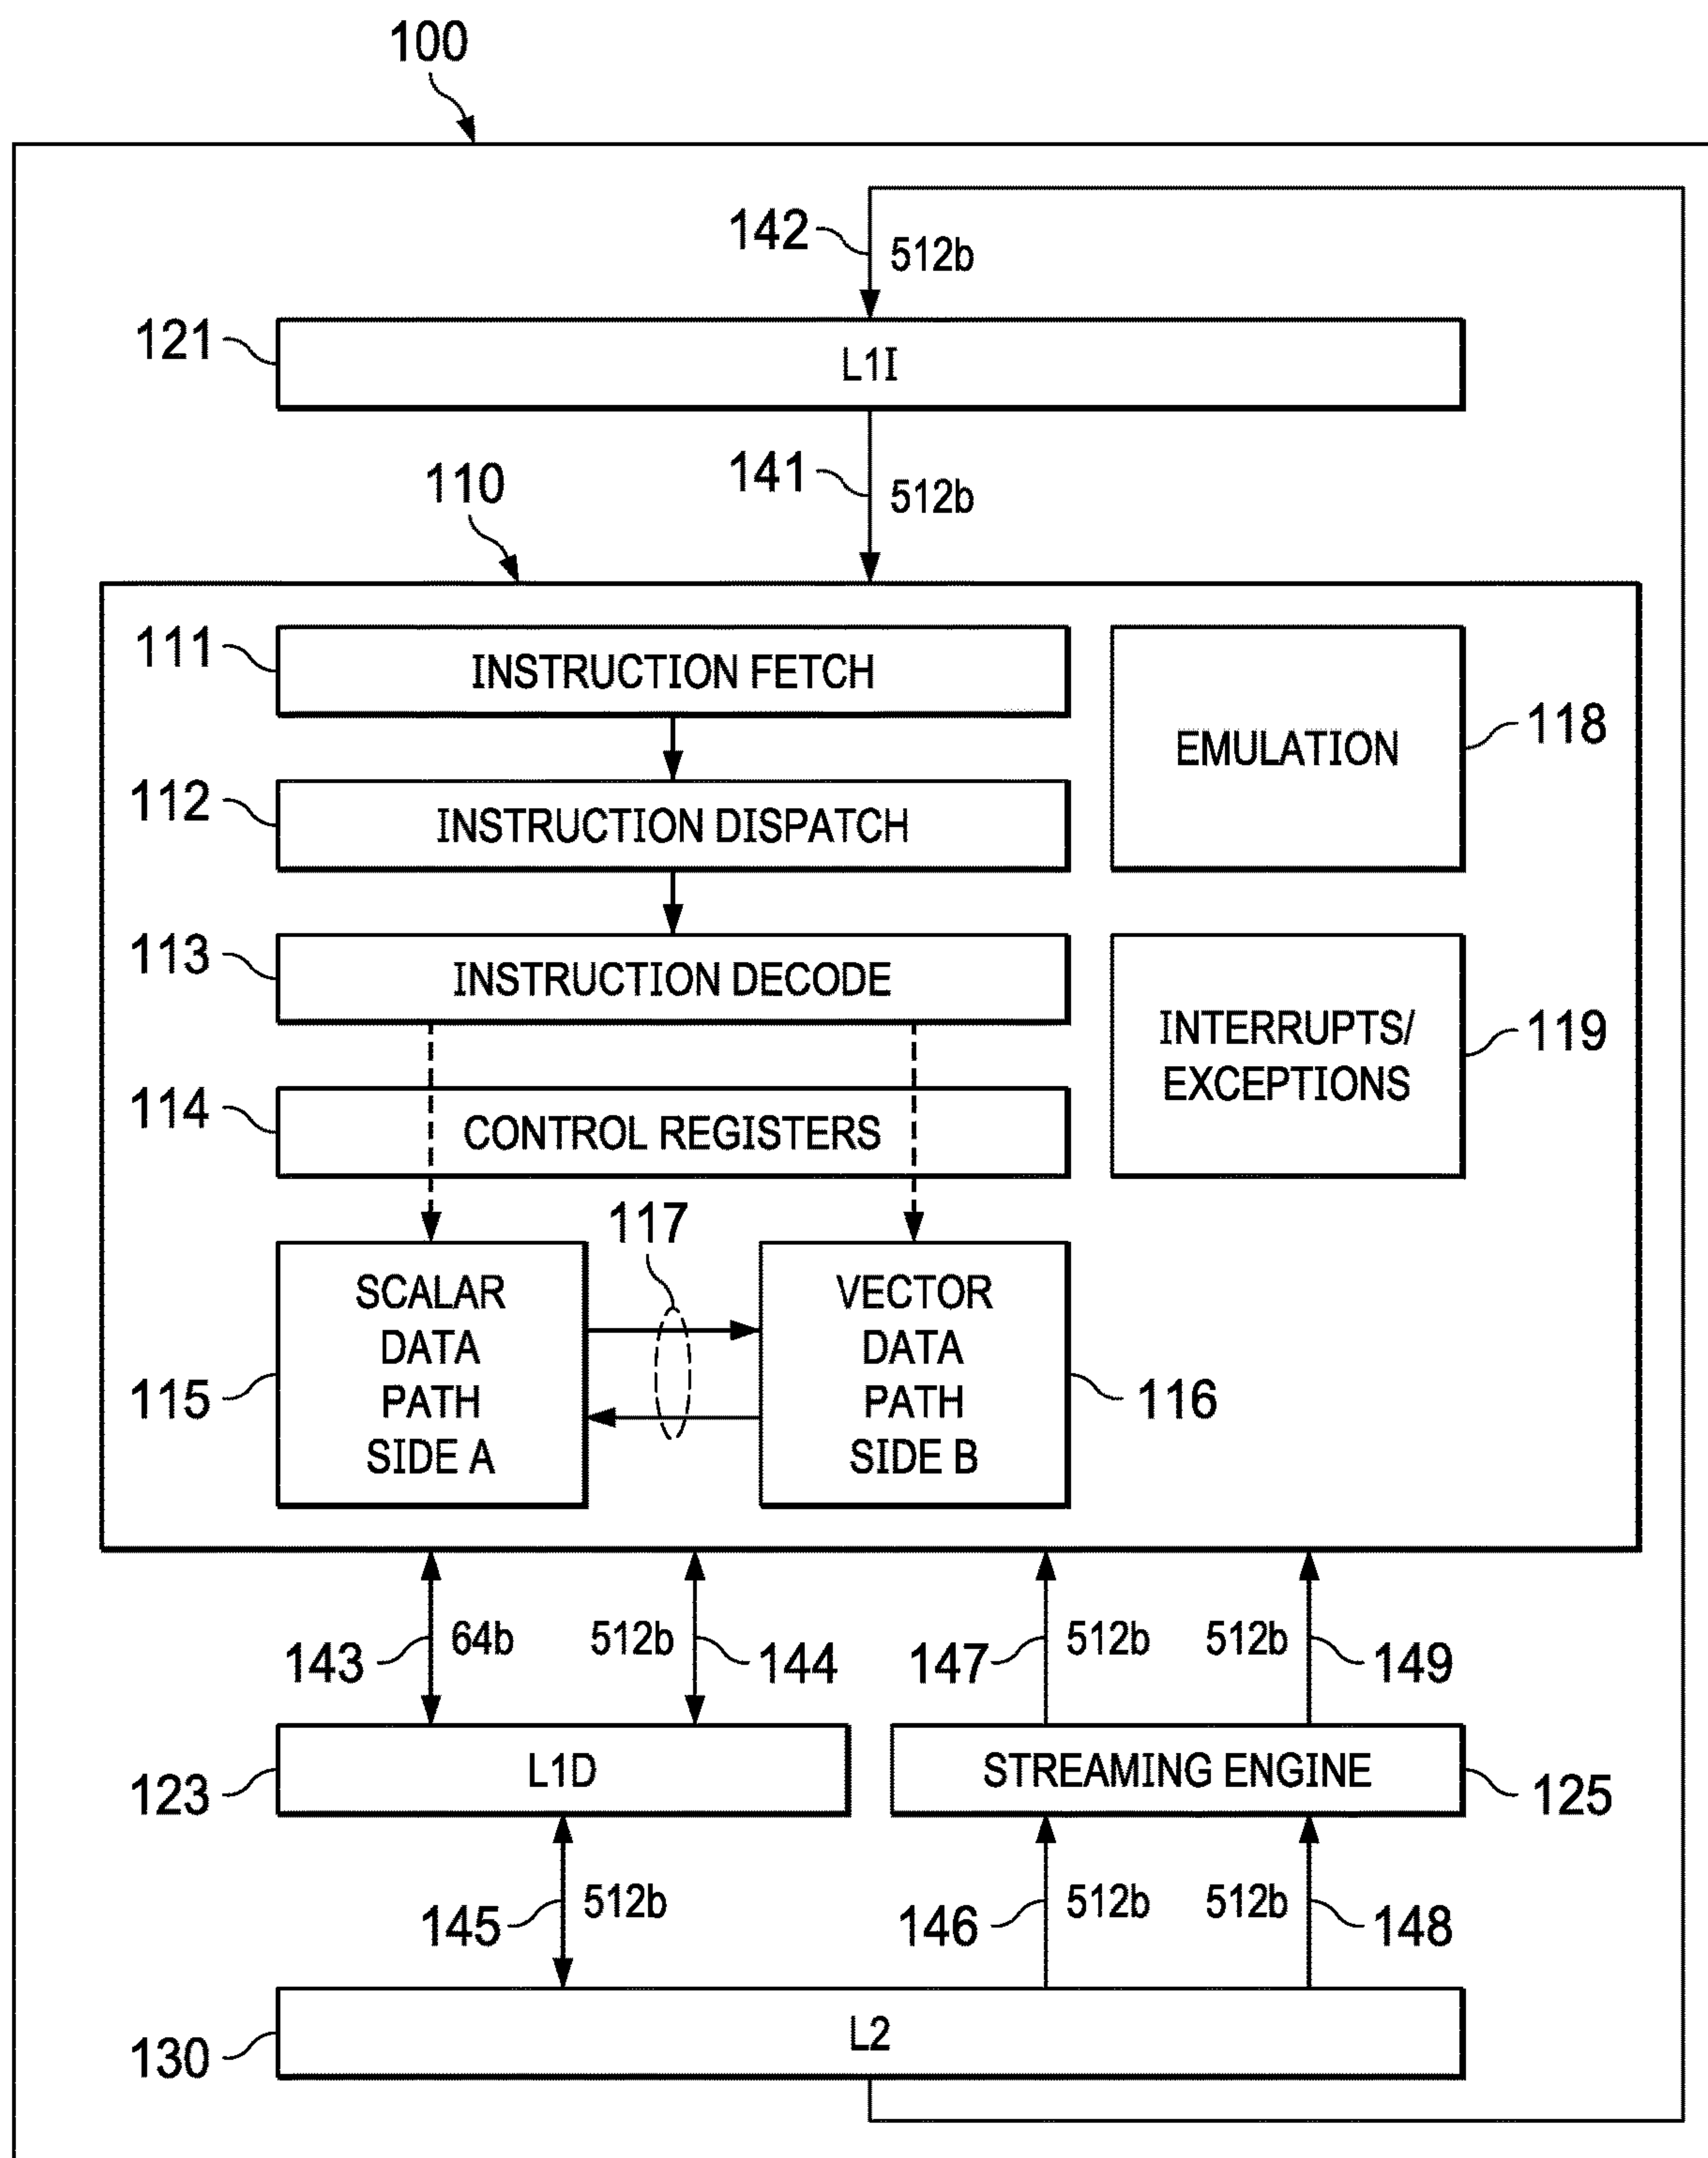 100
142
512b
121
L1I
141
512b
110
111
INSTRUCTION FETCH
EMULATION
118
112
INSTRUCTION DISPATCH
113
INSTRUCTION DECODE
INTERRUPTS/
EXCEPTIONS
119
114
CONTROL REGISTERS
117
SCALAR
DATA
PATH
SIDE A
115
VECTOR
DATA
PATH
SIDE B
116
143
64b
512b
144
147
512b
512b
149
123
L1D
STREAMING ENGINE
125
145
512b
146
512b
512b
148
130
L2